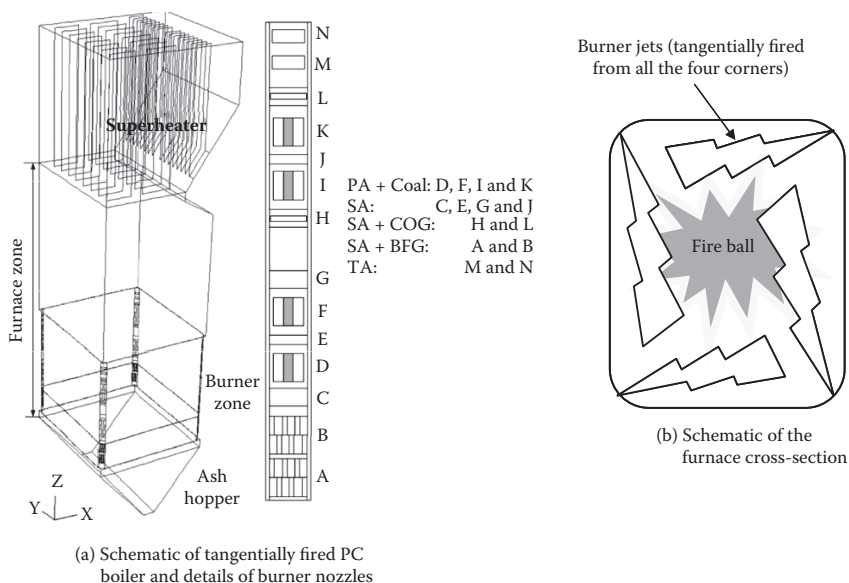 Superheater
Furnace zone
Burner
zone
Ash
hopper
Z
Y
X
N
M
L
K
J
I
H
G
F
E
D
C
B
A
PA + Coal: D, F, I and K
SA: C, E, G and J
SA + COG: H and L
SA + BFG: A and B
TA: M and N
(a) Schematic of tangentially fired PC
boiler and details of burner nozzles
Burner jets (tangentially fired
from all the four corners)
Fire ball
(b) Schematic of the
furnace cross-section